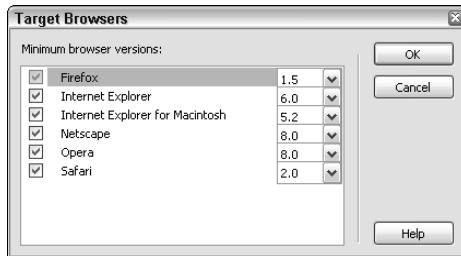 Target Browsers
Minimum browser versions:
Firefox 1.5
Internet Explorer 6.0
Internet Explorer for Macintosh 5.2
Netscape 8.0
Opera 8.0
Safari 2.0
OK
Cancel
Help